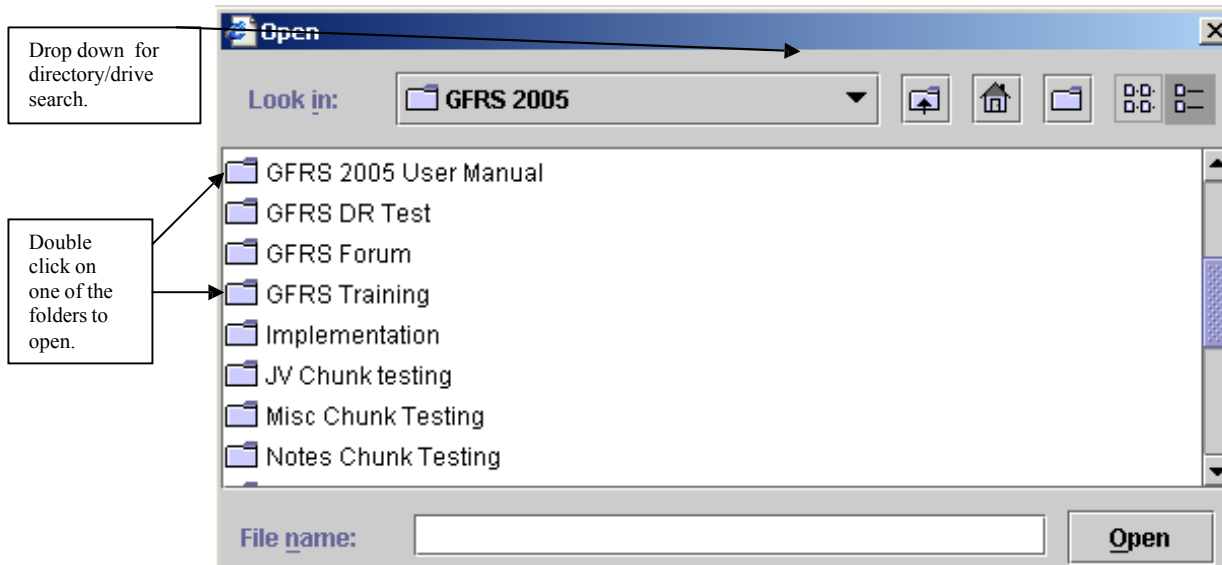 Drop down for
directory/drive
search.
Open
Look in:
GFRS 2005
GFRS 2005 User Manual
GFRS DR Test
GFRS Forum
GFRS Training
Implementation
JV Chunk testing
Misc Chunk Testing
Notes Chunk Testing
Double
click on
one of the
folders to
open.
File name:
Open